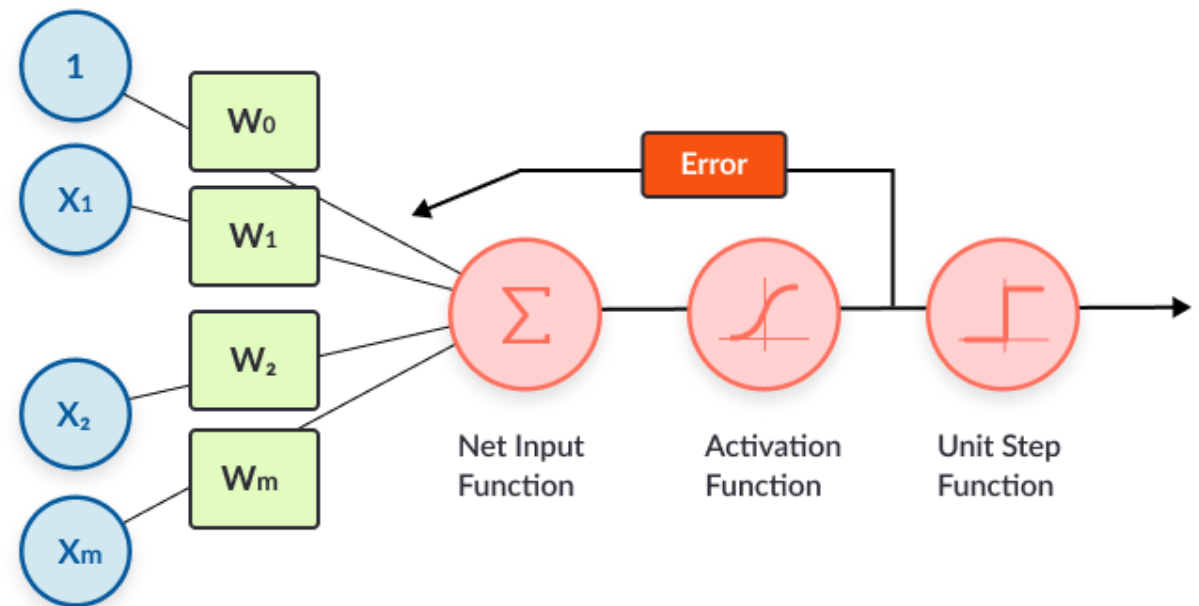 1
W₀
X₁
W₁
Error
Σ
X₂
W₂
Xm
Wm
Net Input
Function
Activation
Function
Unit Step
Function